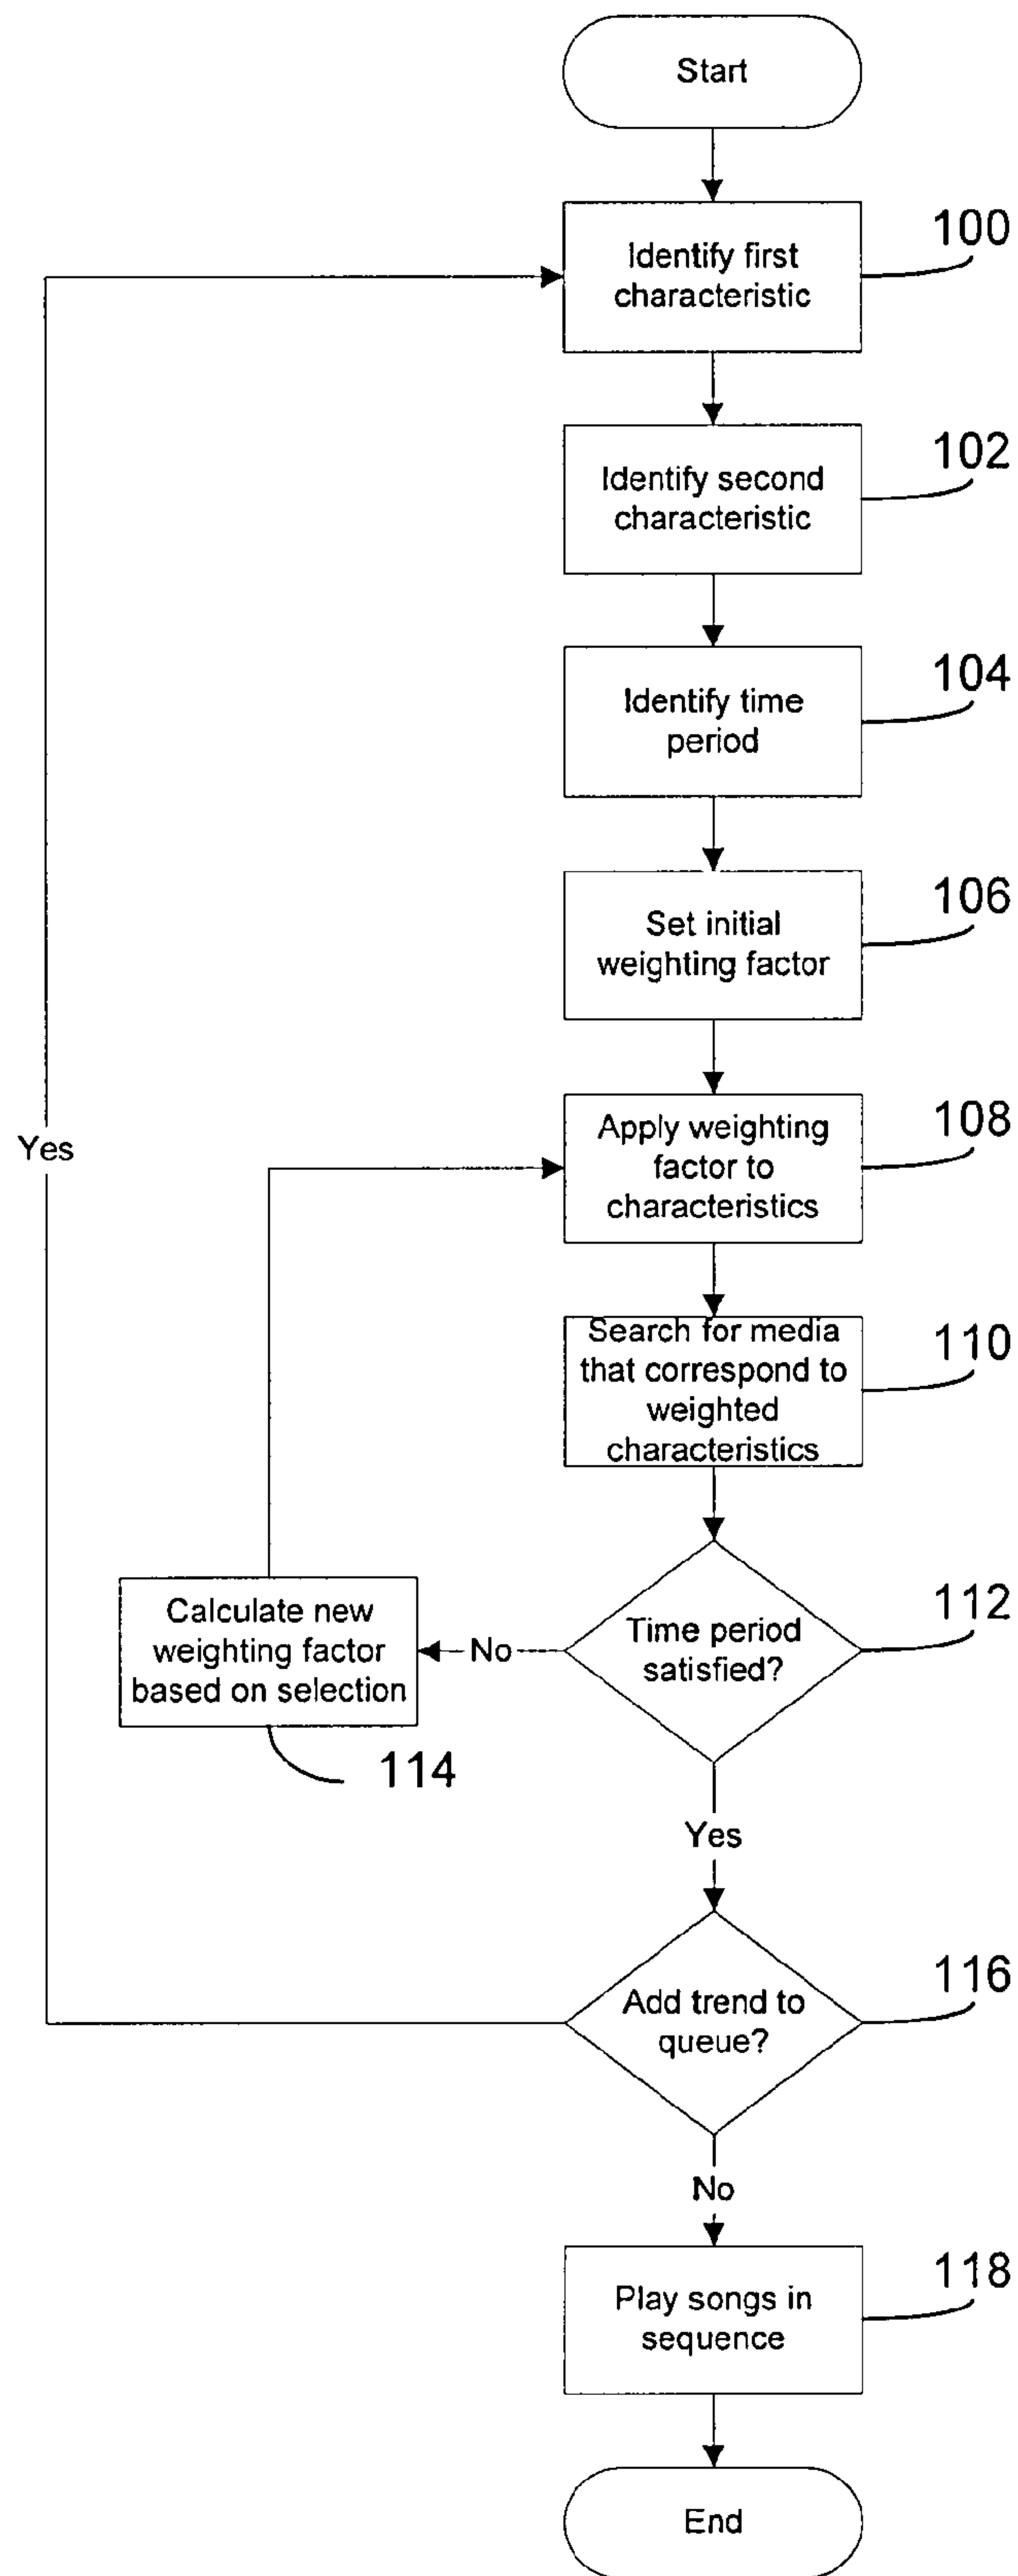 Start
Identify first
characteristic
100
Identify second
characteristic
102
Identify time
period
104
Set initial
weighting factor
106
Apply weighting
factor to
characteristics
108
Yes
Search for media
that correspond to
weighted
characteristics
110
Time period
satisfied?
112
No
Calculate new
weighting factor
based on selection
114
Yes
Add trend to
queue?
116
No
Play songs in
sequence
118
End